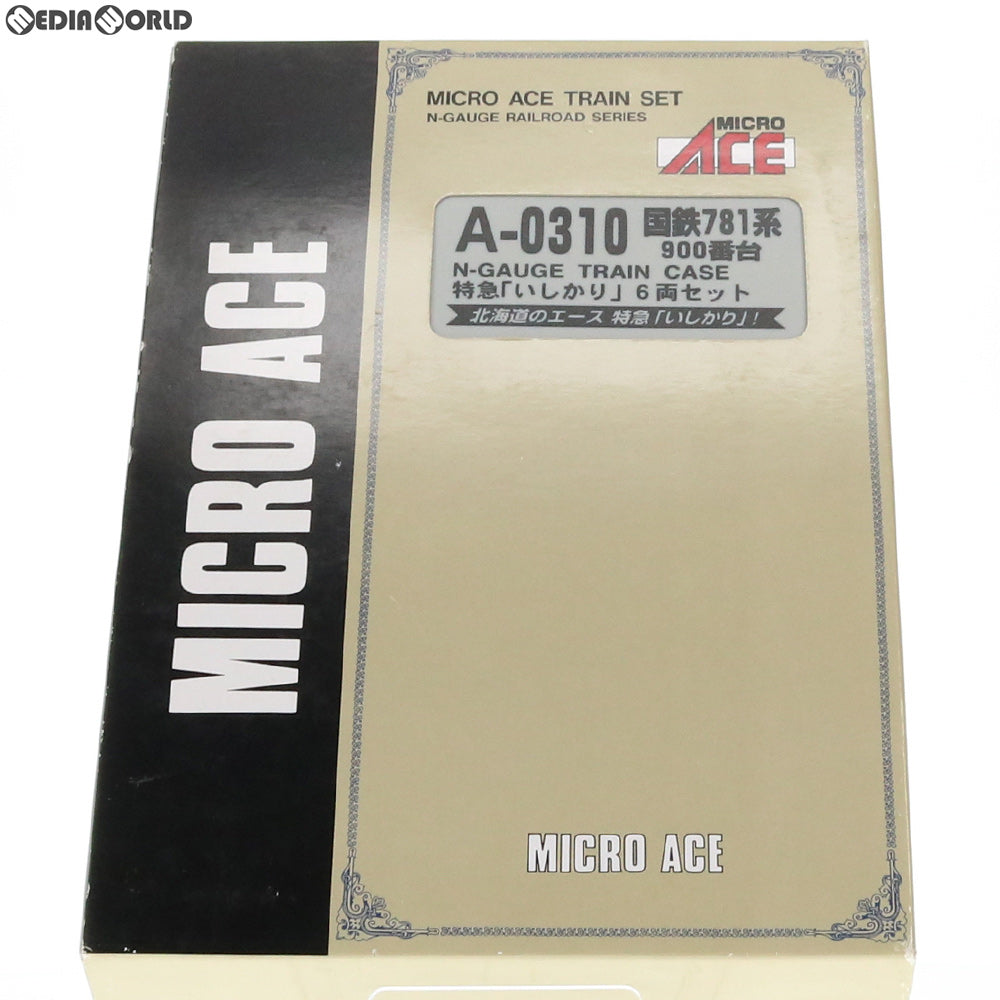 MEDIAWORLD
MICRO ACE
MICRO ACE TRAIN SET
N-GAUGE RAILROAD SERIES
MICRO
ACE
A-0310 国鉄781系
900番台
N-GAUGE TRAIN CASE
特急「いしかり」6両セット
北海道のエース 特急「いしかり」!
MICRO ACE